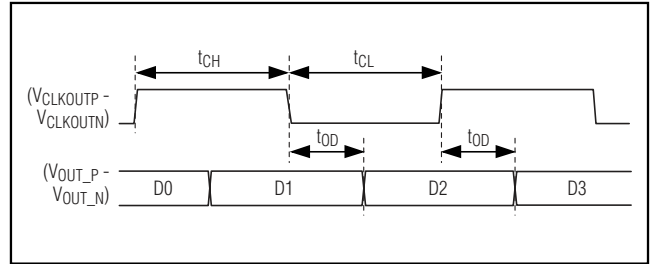 tCH
tCL
(VCLKOUTP -
VCLKOUTN)
tOD
tOD
(VOUT_P -
VOUT_N)
D0
D1
D2
D3